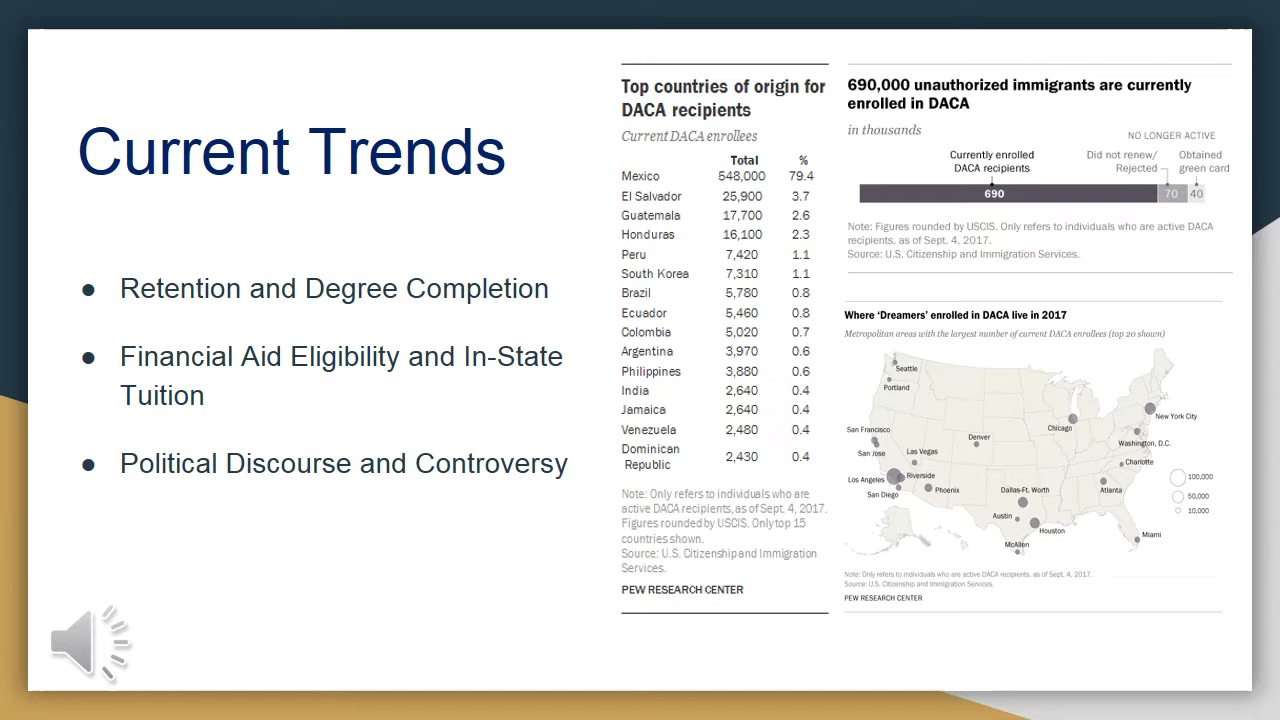 Current Trends
● Retention and Degree Completion
● Financial Aid Eligibility and In-State
Tuition
● Political Discourse and Controversy
Top countries of origin for
DACA recipients
Current DACA enrollees
Total %
Mexico 548,000 79.4
El Salvador 25,900 3.7
Guatemala 17,700 2.6
Honduras 16,100 2.3
Peru 7,420 1.1
South Korea 7,310 1.1
Brazil 5,780 0.8
Ecuador 5,460 0.8
Colombia 5,020 0.7
Argentina 3,970 0.6
Philippines 3,880 0.6
India 2,640 0.4
Jamaica 2,640 0.4
Venezuela 2,480 0.4
Dominican
Republic 2,430 0.4
Note: Only refers to individuals who are
active DACA recipients, as of Sept. 4, 2017.
Figures rounded by USCIS. Only top 15
countries shown.
Source: U.S. Citizenship and Immigration
Services.
PEW RESEARCH CENTER
690,000 unauthorized immigrants are currently
enrolled in DACA
in thousands
NO LONGER ACTIVE
Currently enrolled
DACA recipients
Did not renew/
Rejected
Obtained
green card
690 70 40
Note: Figures rounded by USCIS. Only refers to individuals who are active DACA
recipients, as of Sept. 4, 2017.
Source: U.S. Citizenship and Immigration Services.
Where ‘Dreamers’ enrolled in DACA live in 2017
Metropolitan areas with the largest number of current DACA enrollees (top 20 shown)
Seattle
Portland
New York City
Chicago
San Francisco
Denver
Washington, D.C.
San Jose
Las Vegas
Charlotte
Los Angeles
Riverside
Phoenix
San Diego
Dallas-Ft. Worth
Atlanta
Austin
Houston
Miami
McAllen
100,000
50,000
10,000
Note: Only refers to individuals who are active DACA recipients, as of Sept. 4, 2017.
Source: U.S. Citizenship and Immigration Services.
PEW RESEARCH CENTER